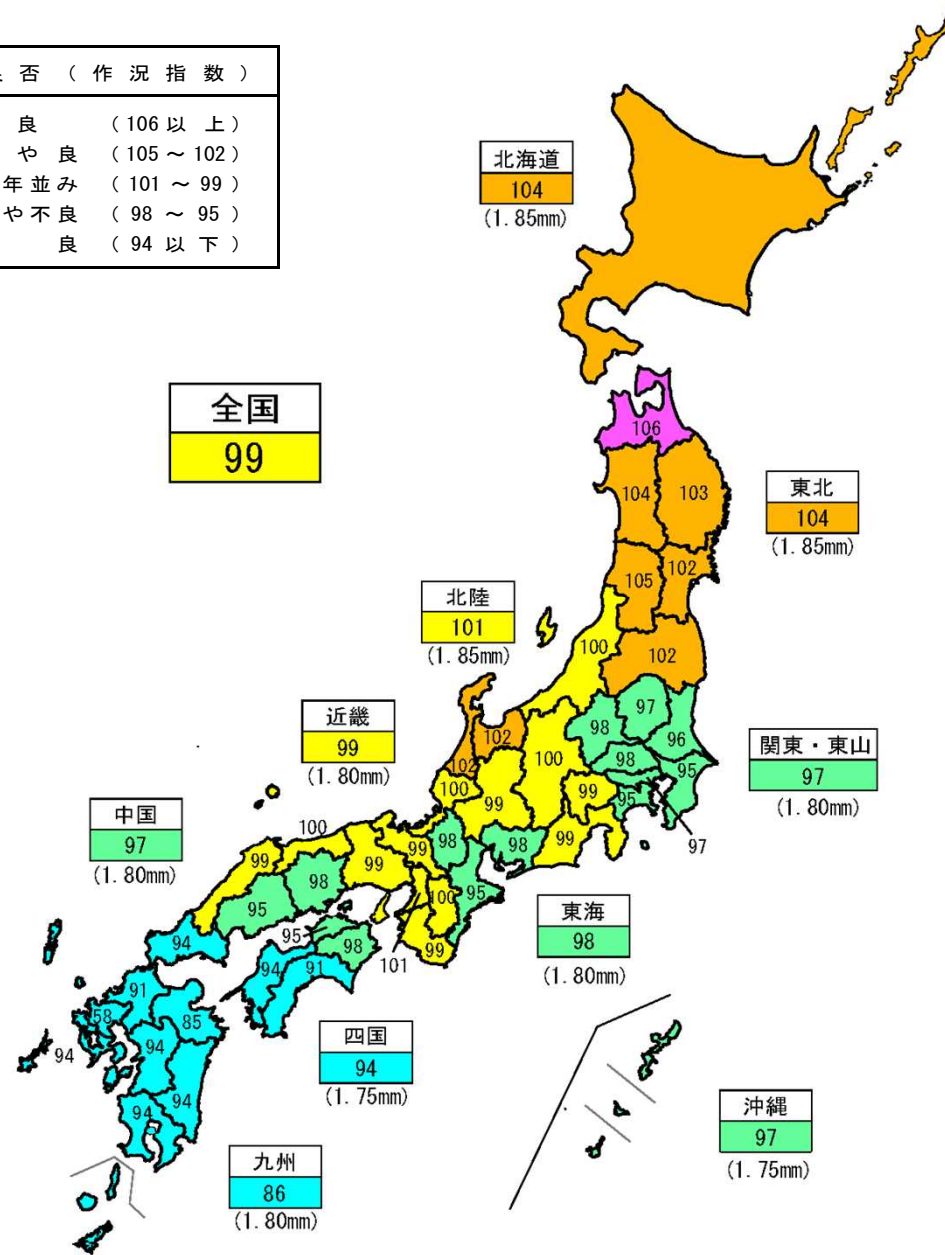 否 （ 作 況 指 数 ）
良 （ 106 以 上 ）
や 良 （ 105 ～ 102 ）
年 並 み （ 101 ～ 99 ）
や 不 良 （ 98 ～ 95 ）
良 （ 94 以 下 ）
北海道
104
(1.85mm)
全国
99
106
104
103
東北
104
(1.85mm)
105
102
北陸
101
(1.85mm)
100
102
近畿
99
(1.80mm)
102
102
98
97
96
関東・東山
97
(1.80mm)
100
98
95
100
99
99
95
97
中国
97
(1.80mm)
100
99
99
99
98
98
99
98
95
100
95
東海
98
(1.80mm)
94
95
98
101
99
94
91
91
58
85
94
94
94
94
四国
94
(1.75mm)
沖縄
97
(1.75mm)
九州
86
(1.80mm)